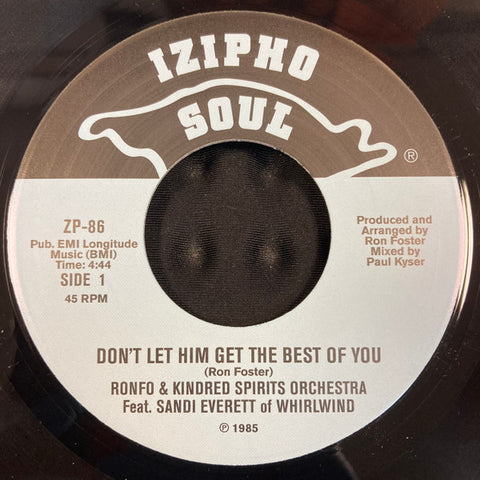 IZIPHO
SOUL
®
ZP-86
Pub. EMI Longitude
Music (BMI)
Time: 4:44
SIDE 1
45 RPM
Produced and
Arranged by
Ron Foster
Mixed by
Paul Kyser
DON'T LET HIM GET THE BEST OF YOU
(Ron Foster)
RONFO & KINDRED SPIRITS ORCHESTRA
Feat. SANDI EVERETT of WHIRLWIND
℗ 1985